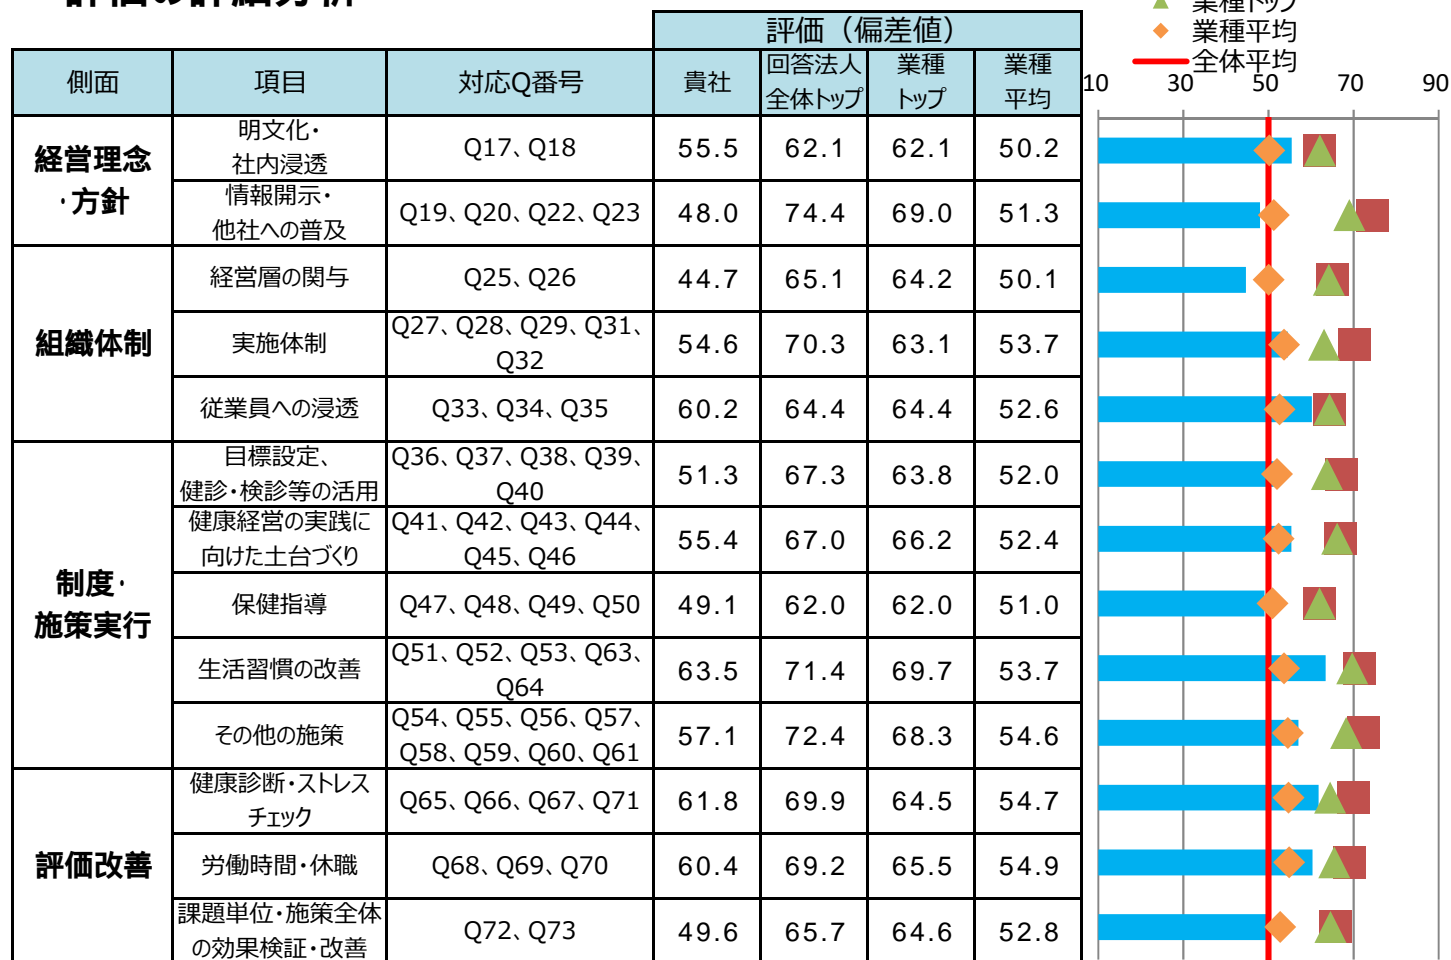 評価の詳細分析
業種トップ
業種平均
全体平均
評価（偏差値）
側面 項目 対応Q番号 貴社 回答法人全体トップ 業種トップ 業種平均
10 30 50 70 90
経営理念・方針
明文化・社内浸透 Q17、Q18 55.5 62.1 62.1 50.2
情報開示・他社への普及 Q19、Q20、Q22、Q23 48.0 74.4 69.0 51.3
組織体制
経営層の関与 Q25、Q26 44.7 65.1 64.2 50.1
実施体制 Q27、Q28、Q29、Q31、Q32 54.6 70.3 63.1 53.7
従業員への浸透 Q33、Q34、Q35 60.2 64.4 64.4 52.6
制度・施策実行
目標設定、健診・検診等の活用 Q36、Q37、Q38、Q39、Q40 51.3 67.3 63.8 52.0
健康経営の実践に向けた土台づくり Q41、Q42、Q43、Q44、Q45、Q46 55.4 67.0 66.2 52.4
保健指導 Q47、Q48、Q49、Q50 49.1 62.0 62.0 51.0
生活習慣の改善 Q51、Q52、Q53、Q63、Q64 63.5 71.4 69.7 53.7
その他の施策 Q54、Q55、Q56、Q57、Q58、Q59、Q60、Q61 57.1 72.4 68.3 54.6
評価改善
健康診断・ストレスチェック Q65、Q66、Q67、Q71 61.8 69.9 64.5 54.7
労働時間・休職 Q68、Q69、Q70 60.4 69.2 65.5 54.9
課題単位・施策全体の効果検証・改善 Q72、Q73 49.6 65.7 64.6 52.8